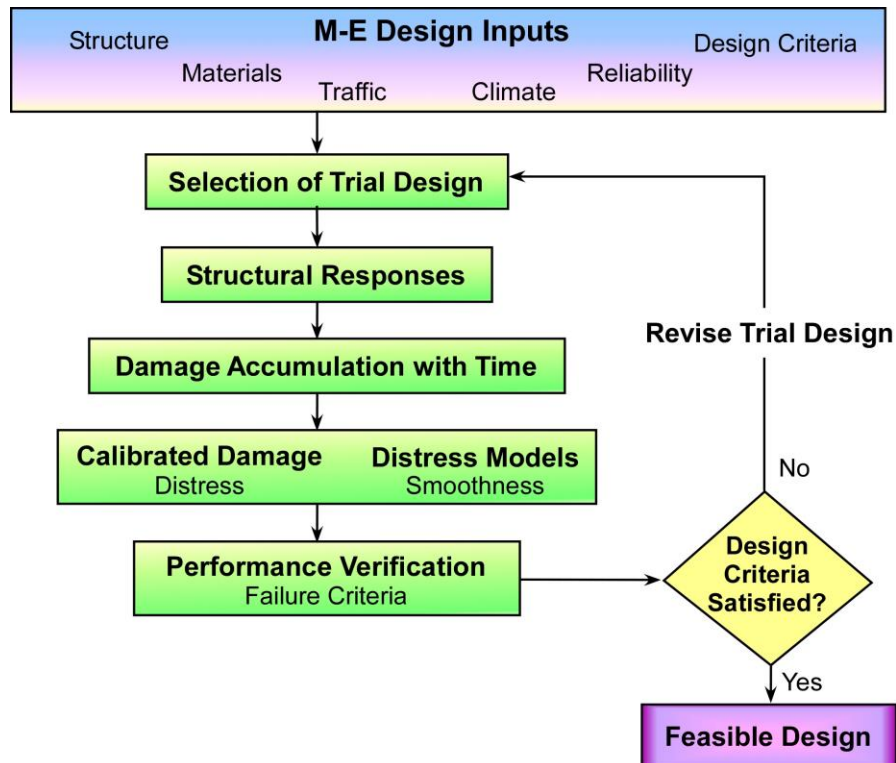 M-E Design Inputs
Structure
Design Criteria
Materials
Reliability
Traffic
Climate
Selection of Trial Design
Structural Responses
Revise Trial Design
Damage Accumulation with Time
Calibrated Damage
Distress Models
Distress
Smoothness
No
Performance Verification
Failure Criteria
Design
Criteria
Satisfied?
Yes
Feasible Design